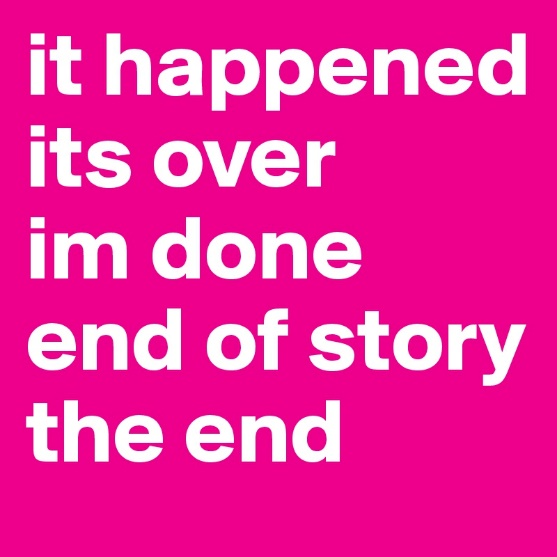 it happened
its over
im done
end of story
the end